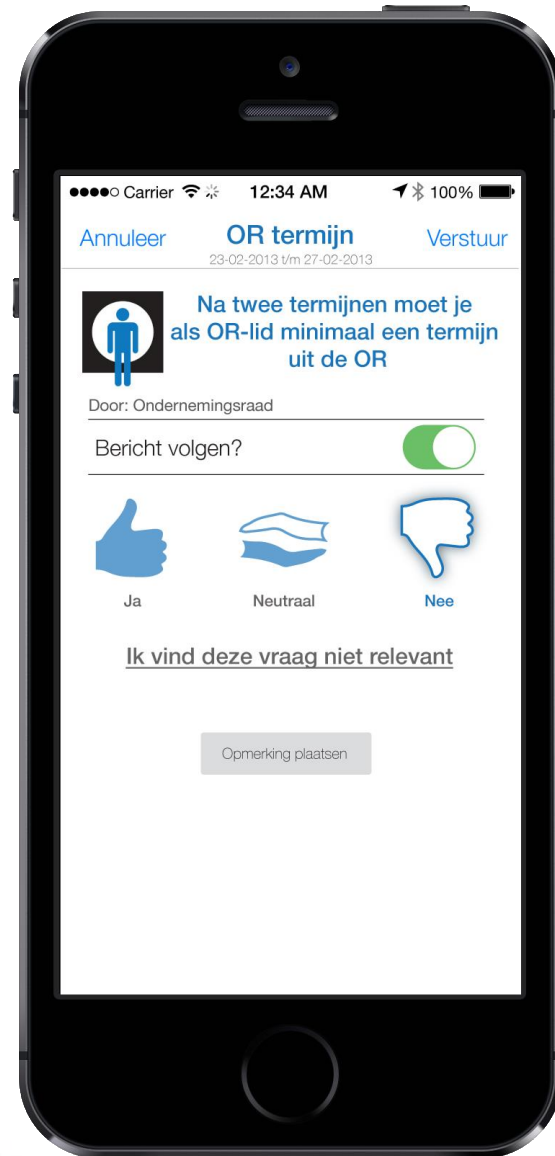 Carrier 12:34 AM 100%
Annuleer OR termijn Verstuur
23-02-2013 t/m 27-02-2013
Na twee termijnen moet je
als OR-lid minimaal een termijn
uit de OR
Door: Ondernemingsraad
Bericht volgen?
Ja Neutraal Nee
Ik vind deze vraag niet relevant
Opmerking plaatsen